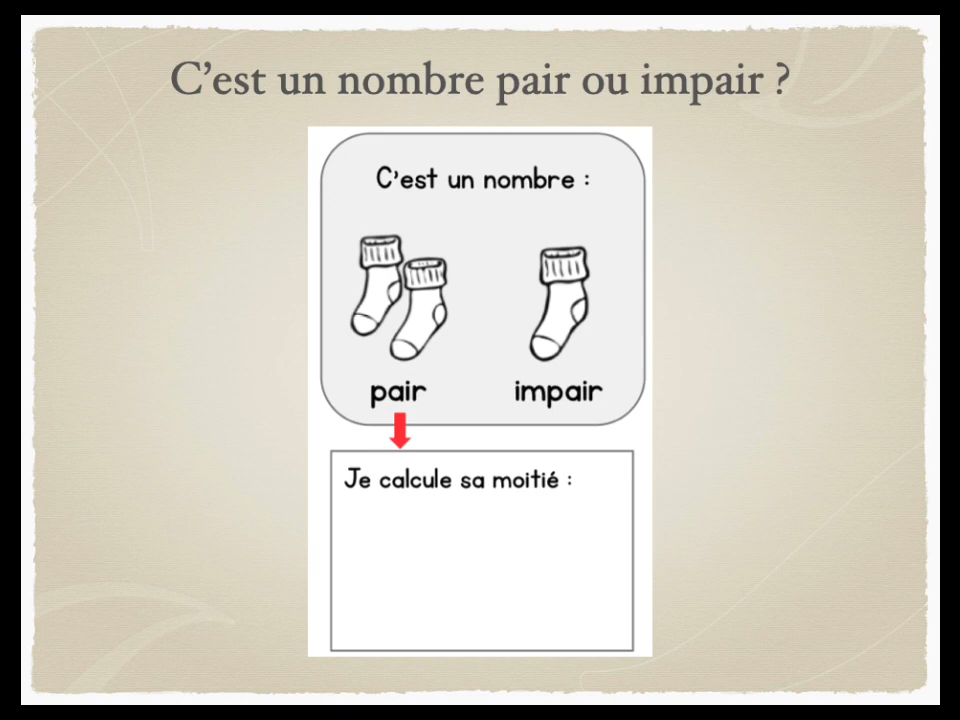 C’est un nombre pair ou impair ?
C’est un nombre :
pair impair
Je calcule sa moitié :